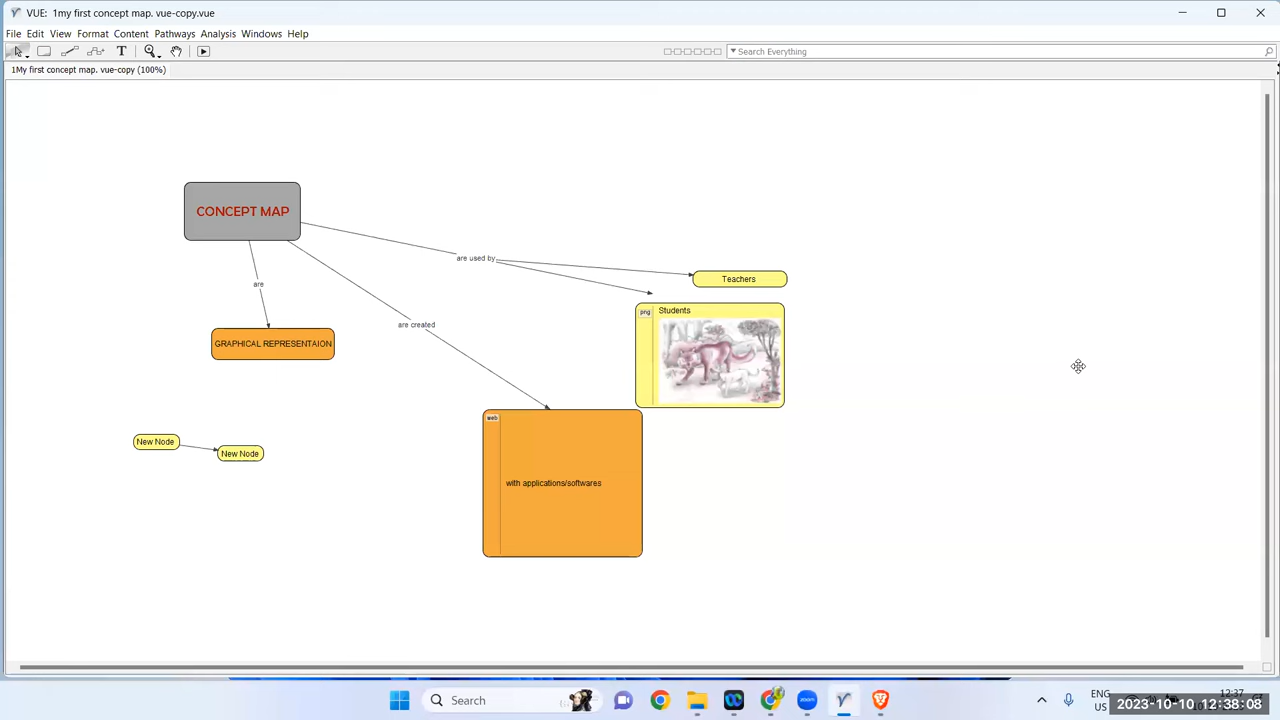 VUE: 1my first concept map. vue-copy.vue
File Edit View Format Content Pathways Analysis Windows Help
Search Everything
1My first concept map. vue-copy (100%)
CONCEPT MAP
are used by
Teachers
are
Students
png
are created
GRAPHICAL REPRESENTAION
web
New Node
New Node
with applications/softwares
Search
zoom
ENG
US
12:37
2023-10-10 12:38:08